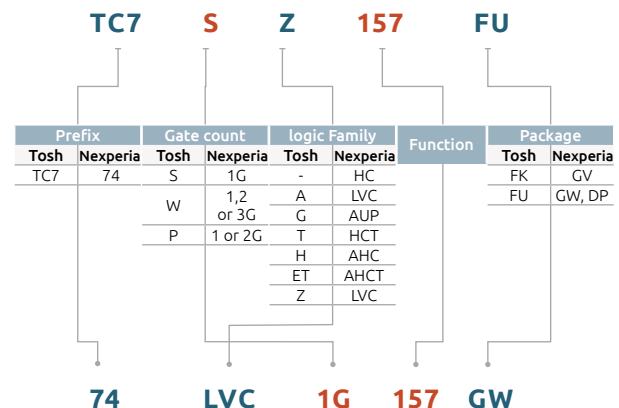 TC7 S Z 157 FU
Prefix Gate count logic Family Function Package
Tosh Nexperia Tosh Nexperia Tosh Nexperia Tosh Nexperia
TC7 74 S 1G - HC FK GV
W 1,2 or 3G A LVC FU GW, DP
G AUP
P 1 or 2G T HCT
H AHC
ET AHCT
Z LVC
74 LVC 1G 157 GW